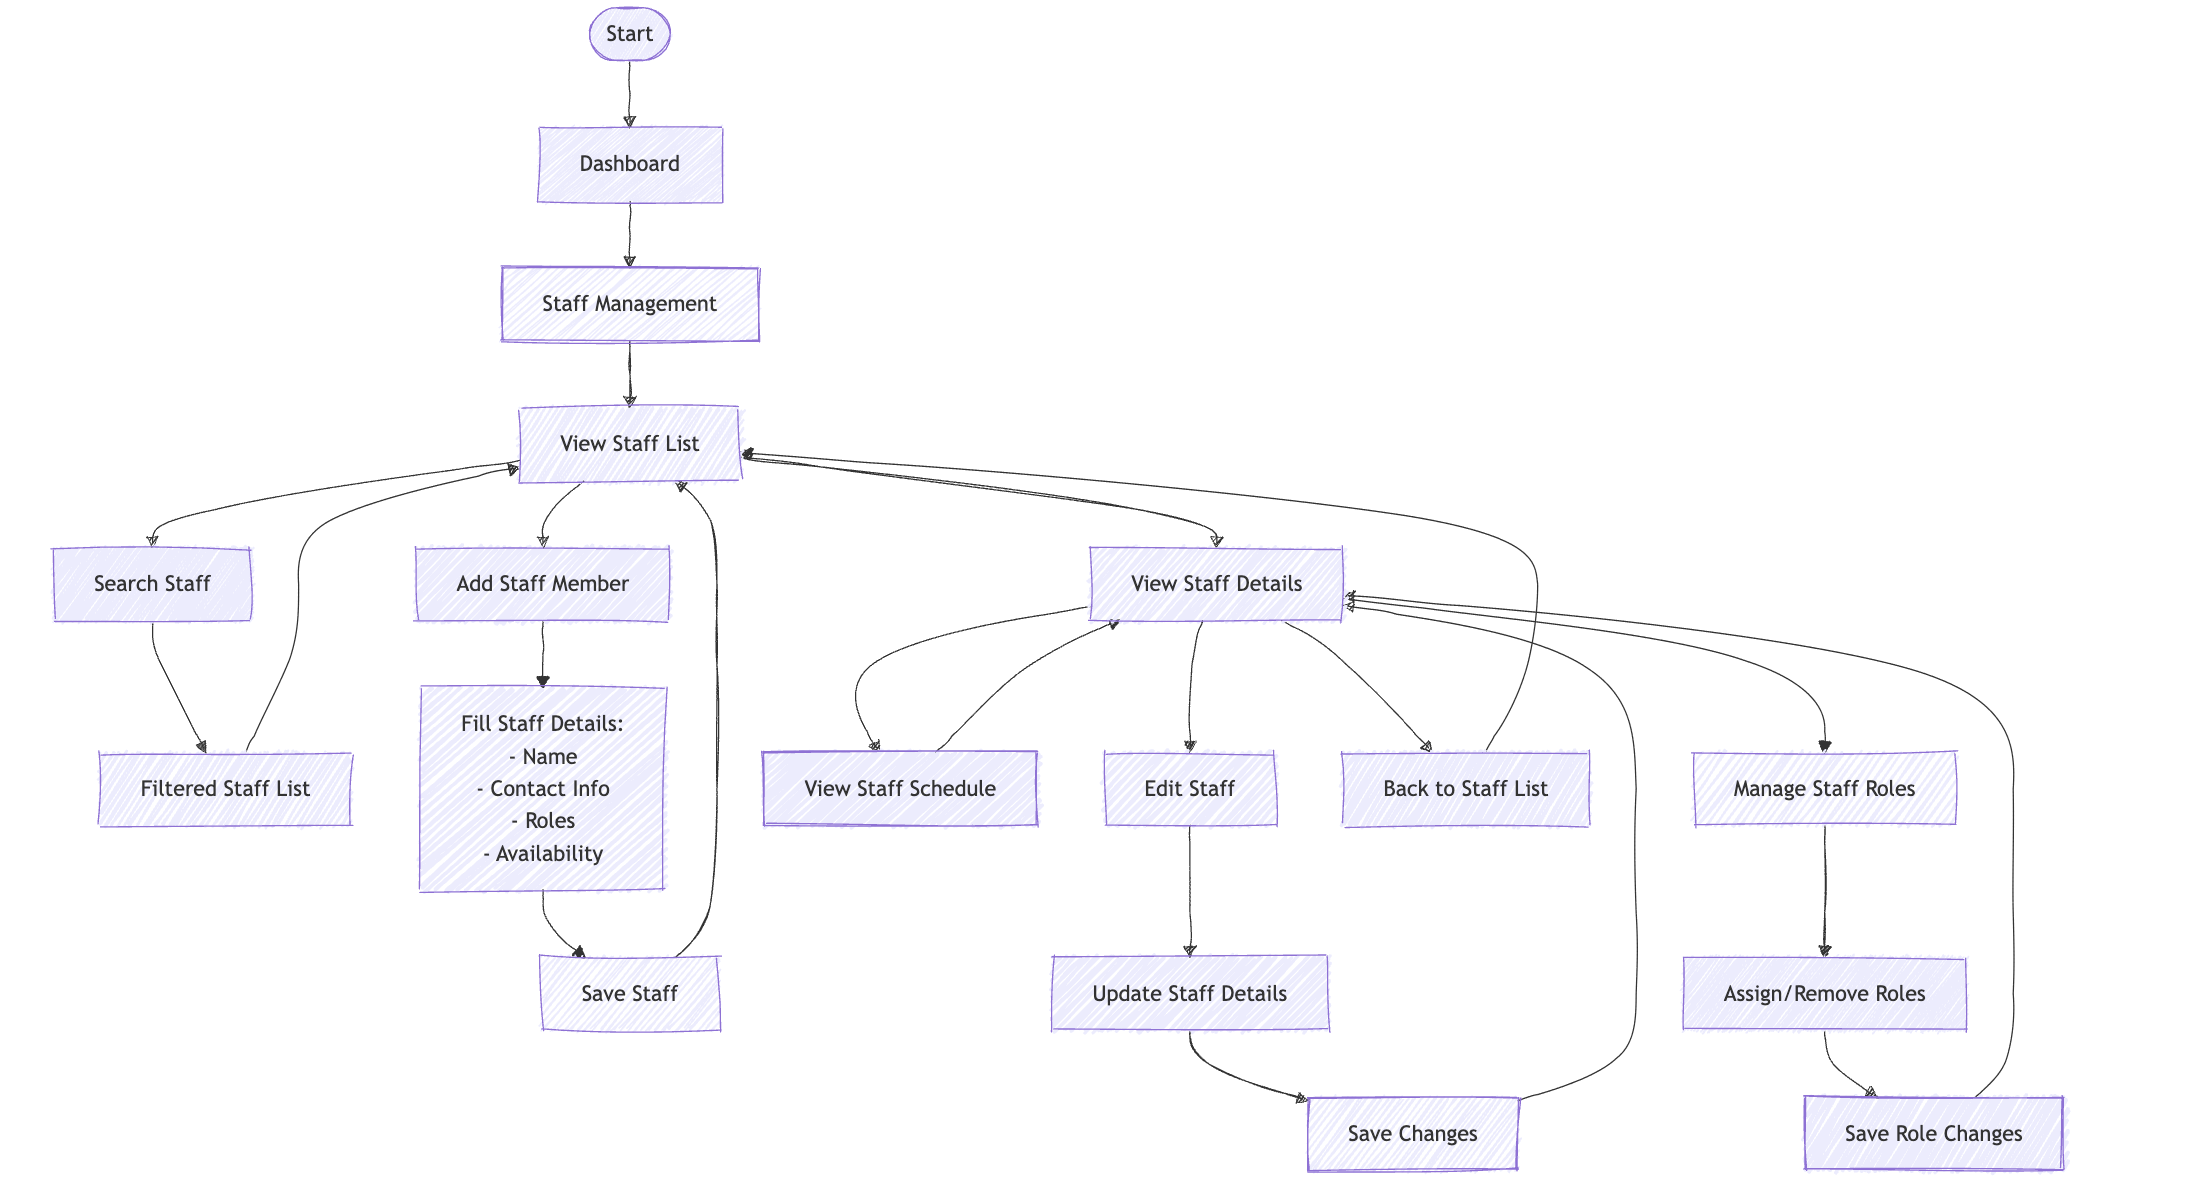 Start
Dashboard
Staff Management
View Staff List
Search Staff
Add Staff Member
View Staff Details
Fill Staff Details:
- Name
- Contact Info
- Roles
- Availability
Filtered Staff List
View Staff Schedule
Edit Staff
Back to Staff List
Manage Staff Roles
Save Staff
Update Staff Details
Assign/Remove Roles
Save Changes
Save Role Changes